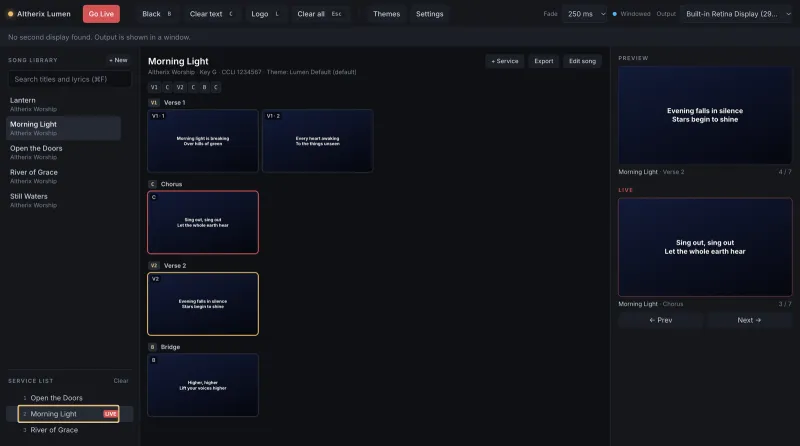 Altherix Lumen
Go Live
Black B
Clear text C
Logo L
Clear all Esc
Themes
Settings
Fade 250 ms
Windowed
Output Built-in Retina Display (29...
No second display found. Output is shown in a window.
SONG LIBRARY
+ New
Search titles and lyrics (⌘F)
Lantern
Altherix Worship
Morning Light
Altherix Worship
Open the Doors
Altherix Worship
River of Grace
Altherix Worship
Still Waters
Altherix Worship
SERVICE LIST
Clear
1 Open the Doors
2 Morning Light LIVE
3 River of Grace
Morning Light
Altherix Worship · Key G · CCLI 1234567 · Theme: Lumen Default (default)
+ Service
Export
Edit song
V1 C V2 C B C
V1 Verse 1
V1 · 1
Morning light is breaking
Over hills of green
V1 · 2
Every heart awaking
To the things unseen
C Chorus
C
Sing out, sing out
Let the whole earth hear
V2 Verse 2
V2
Evening falls in silence
Stars begin to shine
B Bridge
B
Higher, higher
Lift your voices higher
PREVIEW
Evening falls in silence
Stars begin to shine
Morning Light · Verse 2
4 / 7
LIVE
Sing out, sing out
Let the whole earth hear
Morning Light · Chorus
3 / 7
← Prev
Next →